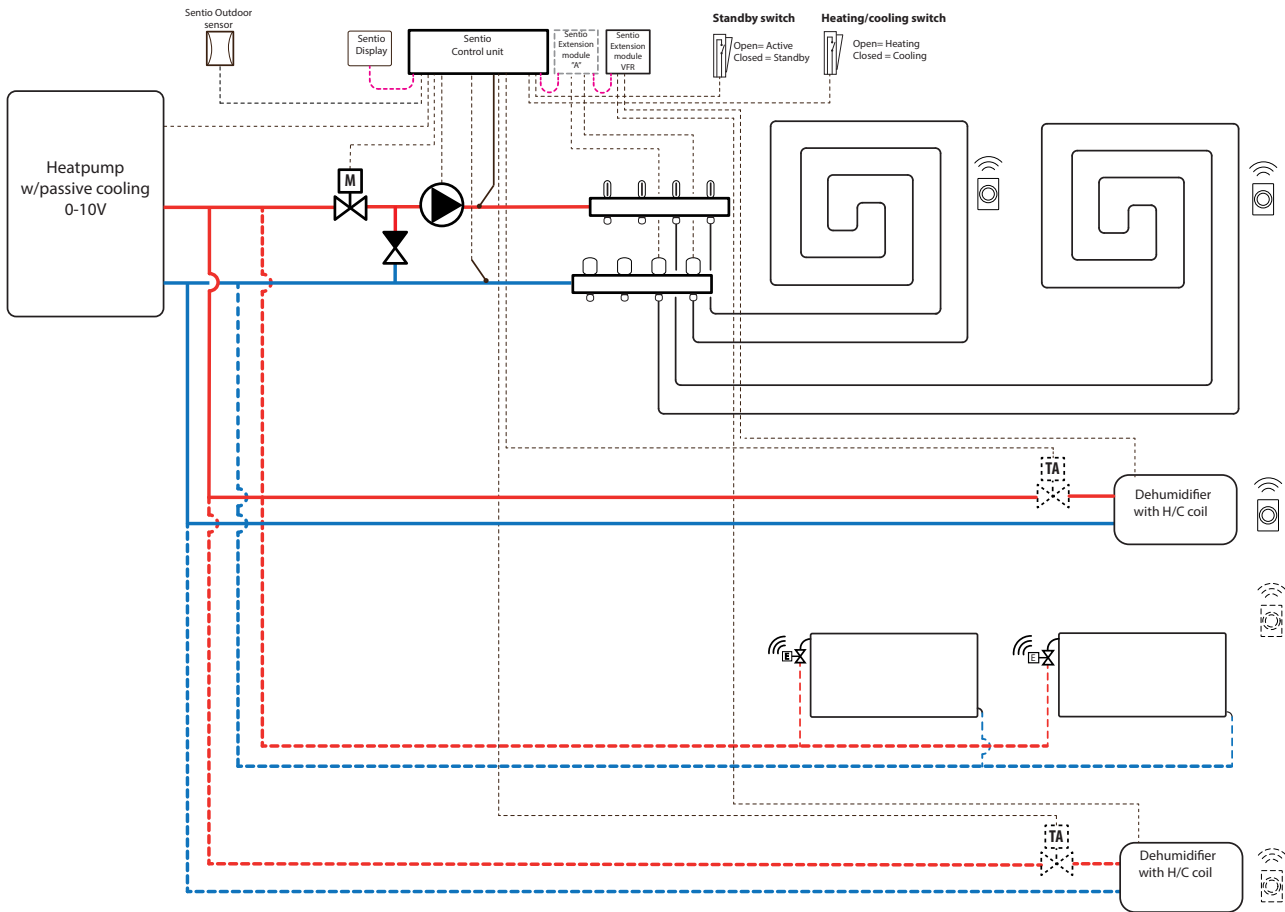 Sentio Outdoor
sensor
Sentio
Display
Sentio
Control unit
Sentio
Extension
module
"A"
Sentio
Extension
module
VFR
Standby switch
Open= Active
Closed = Standby
Heating/cooling switch
Open= Heating
Closed = Cooling
Heatpump
w/passive cooling
0-10V
M
TA
Dehumidifier
with H/C coil
E
E
TA
Dehumidifier
with H/C coil